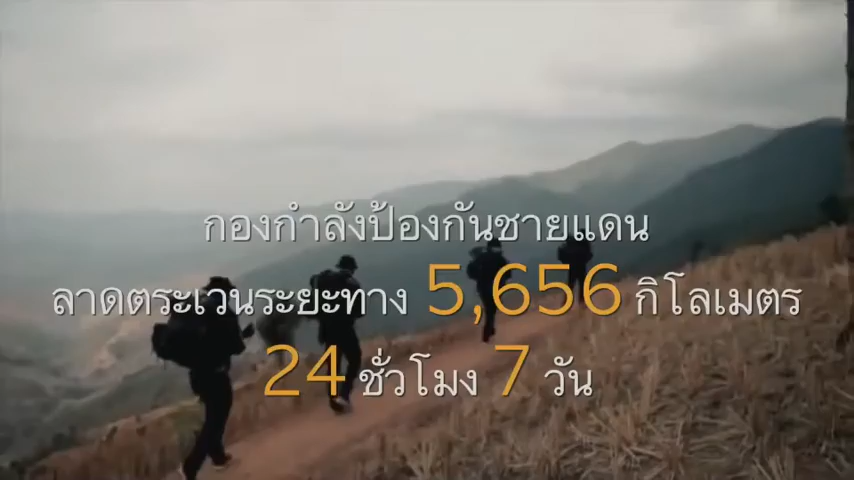 กองกำลังป้องกันชายแดน
ลาดตระเวนระยะทาง 5,656 กิโลเมตร
24 ชั่วโมง 7 วัน